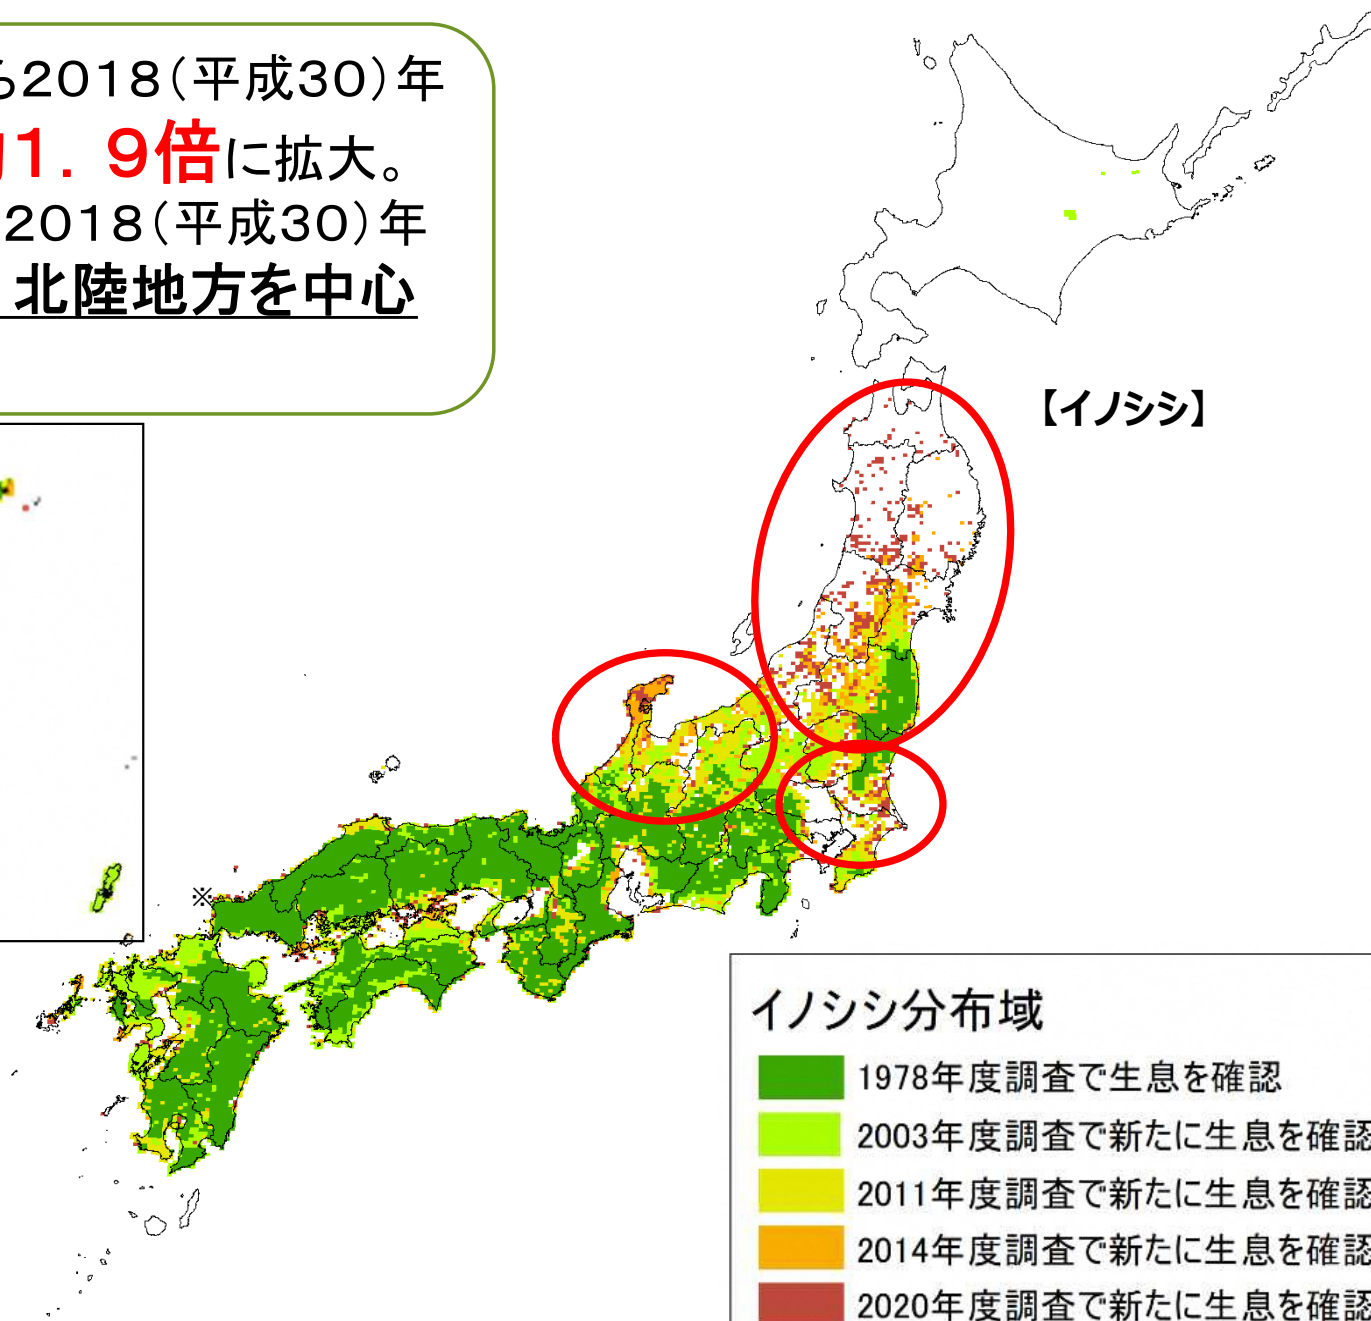 ら2018（平成30）年
1．9倍に拡大。
2018（平成30）年
北陸地方を中心
【イノシシ】
※
イノシシ分布域
1978年度調査で生息を確認
2003年度調査で新たに生息を確認
2011年度調査で新たに生息を確認
2014年度調査で新たに生息を確認
2020年度調査で新たに生息を確認